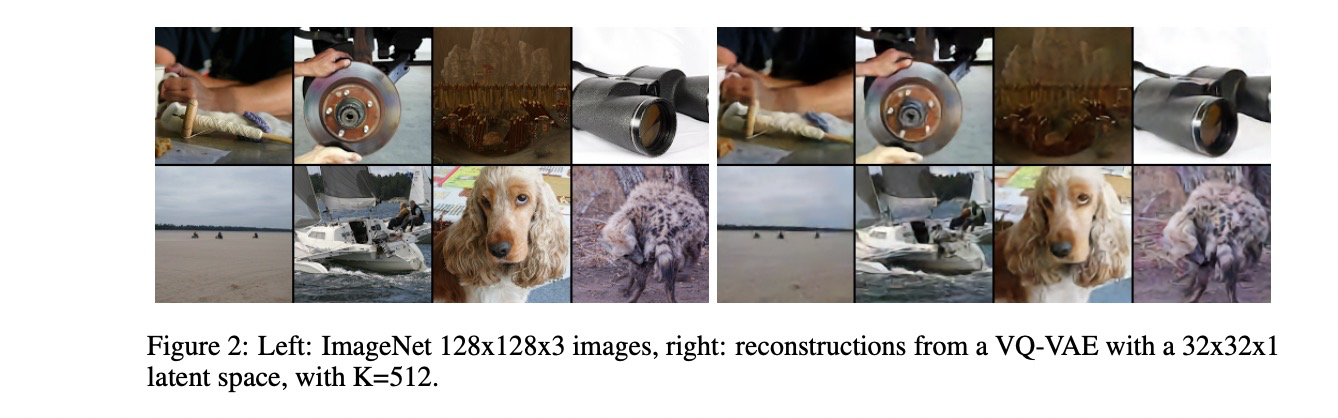 Figure 2: Left: ImageNet 128x128x3 images, right: reconstructions from a VQ-VAE with a 32x32x1
latent space, with K=512.